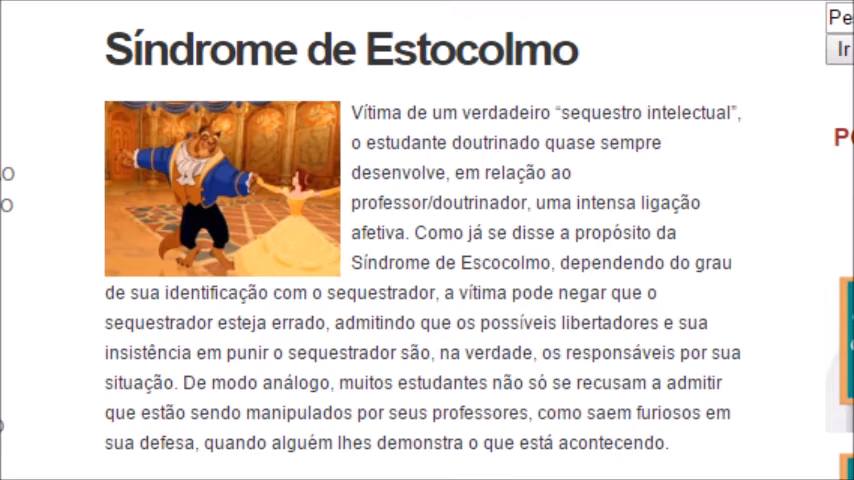 Síndrome de Estocolmo
Vítima de um verdadeiro “sequestro intelectual”,
o estudante doutrinado quase sempre
desenvolve, em relação ao
professor/doutrinador, uma intensa ligação
afetiva. Como já se disse a propósito da
Síndrome de Escocolmo, dependendo do grau
de sua identificação com o sequestrador, a vítima pode negar que o
sequestrador esteja errado, admitindo que os possíveis libertadores e sua
insistência em punir o sequestrador são, na verdade, os responsáveis por sua
situação. De modo análogo, muitos estudantes não só se recusam a admitir
que estão sendo manipulados por seus professores, como saem furiosos em
sua defesa, quando alguém lhes demonstra o que está acontecendo.
Pe
Ir